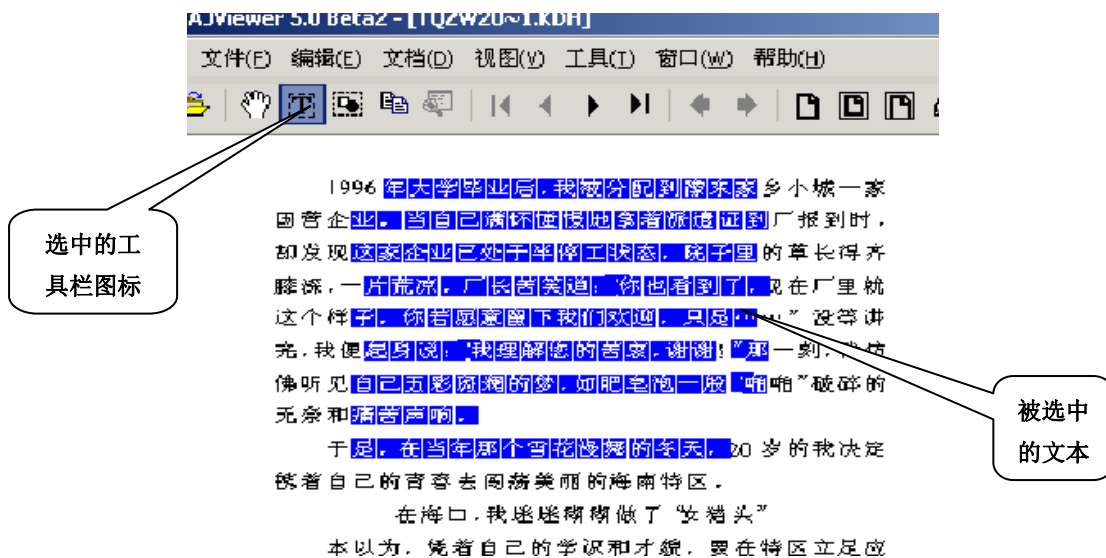 AJViewer 5.0 Beta2 - [TQZW20~1.KDH]
文件(F) 编辑(E) 文档(D) 视图(V) 工具(T) 窗口(W) 帮助(H)
选中的工
具栏图标
1996 年大学毕业后,我被分配到豫东家乡小城一家
国营企业。当自己满怀憧憬地拿着派遣证到厂报到时,
却发现这家企业已处于半停工状态。院子里的草长得齐
膝深,一片荒凉。厂长苦笑道:"你也看到了,现在厂里就
这个样子。你若愿意留下我们欢迎。只是……"没等讲
完,我便起身说:"我理解您的苦衷,谢谢!"那一刻,我仿
佛听见自己五彩斑斓的梦,如肥皂泡一般"啪啪"破碎的
无奈和痛苦声响。
于是,在当年那个雪花漫舞的冬天,20 岁的我决定
携着自己的青春去闯荡美丽的海南特区。
在海口,我迷迷糊糊做了"女猎头"
本以为,凭着自己的学识和才貌,要在特区立足应
被选中
的文本